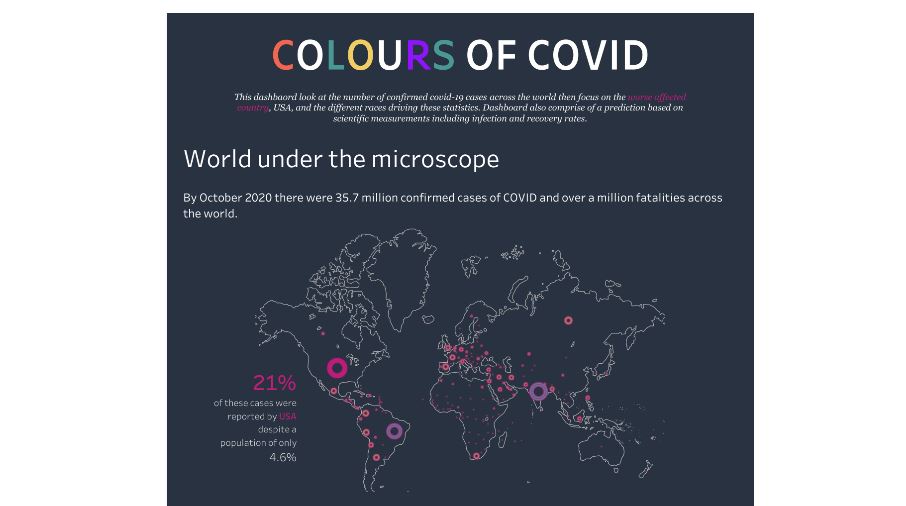 COLOURS OF COVID
This dashbaord look at the number of confirmed covid-19 cases across the world then focus on the worse affected
country, USA, and the different races driving these statistics. Dashboard also comprise of a prediction based on
scientific measurements including infection and recovery rates.
World under the microscope
By October 2020 there were 35.7 million confirmed cases of COVID and over a million fatalities across
the world.
21%
of these cases were
reported by USA
despite a
population of only
4.6%